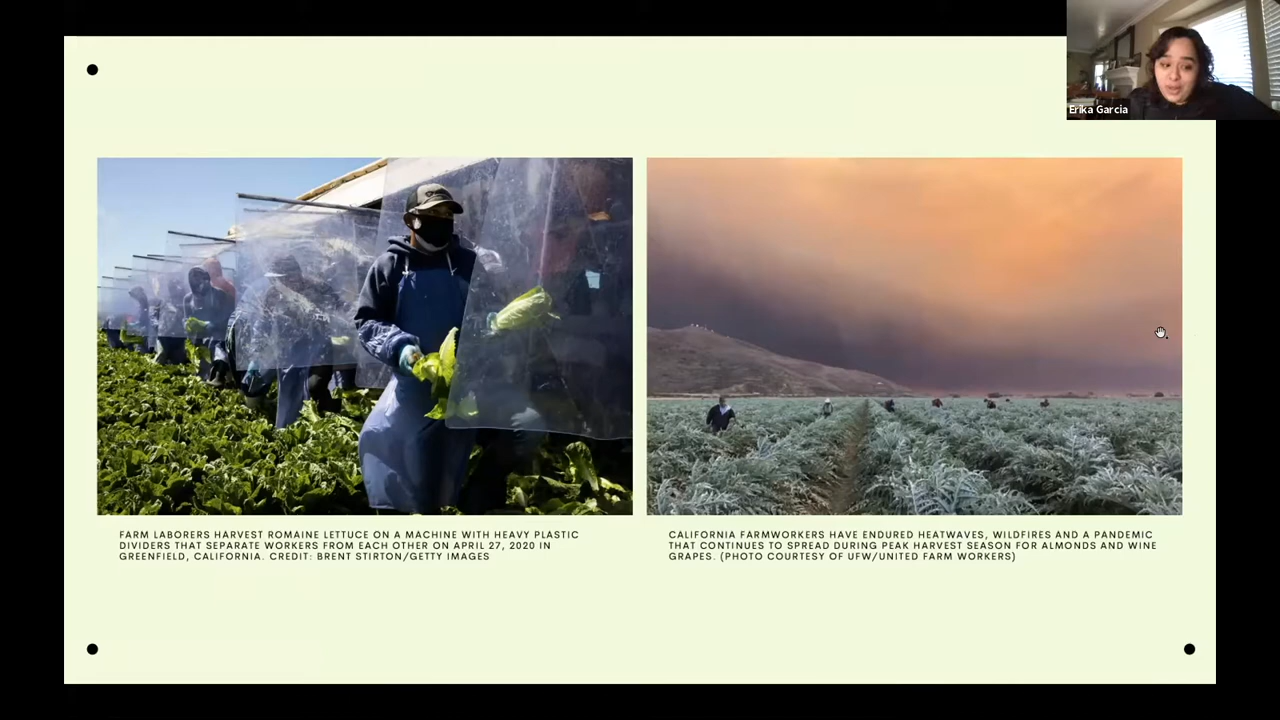 Erika Garcia
FARM LABORERS HARVEST ROMAINE LETTUCE ON A MACHINE WITH HEAVY PLASTIC
DIVIDERS THAT SEPARATE WORKERS FROM EACH OTHER ON APRIL 27, 2020 IN
GREENFIELD, CALIFORNIA. CREDIT: BRENT STIRTON/GETTY IMAGES
CALIFORNIA FARMWORKERS HAVE ENDURED HEATWAVES, WILDFIRES AND A PANDEMIC
THAT CONTINUES TO SPREAD DURING PEAK HARVEST SEASON FOR ALMONDS AND WINE
GRAPES. (PHOTO COURTESY OF UFW/UNITED FARM WORKERS)